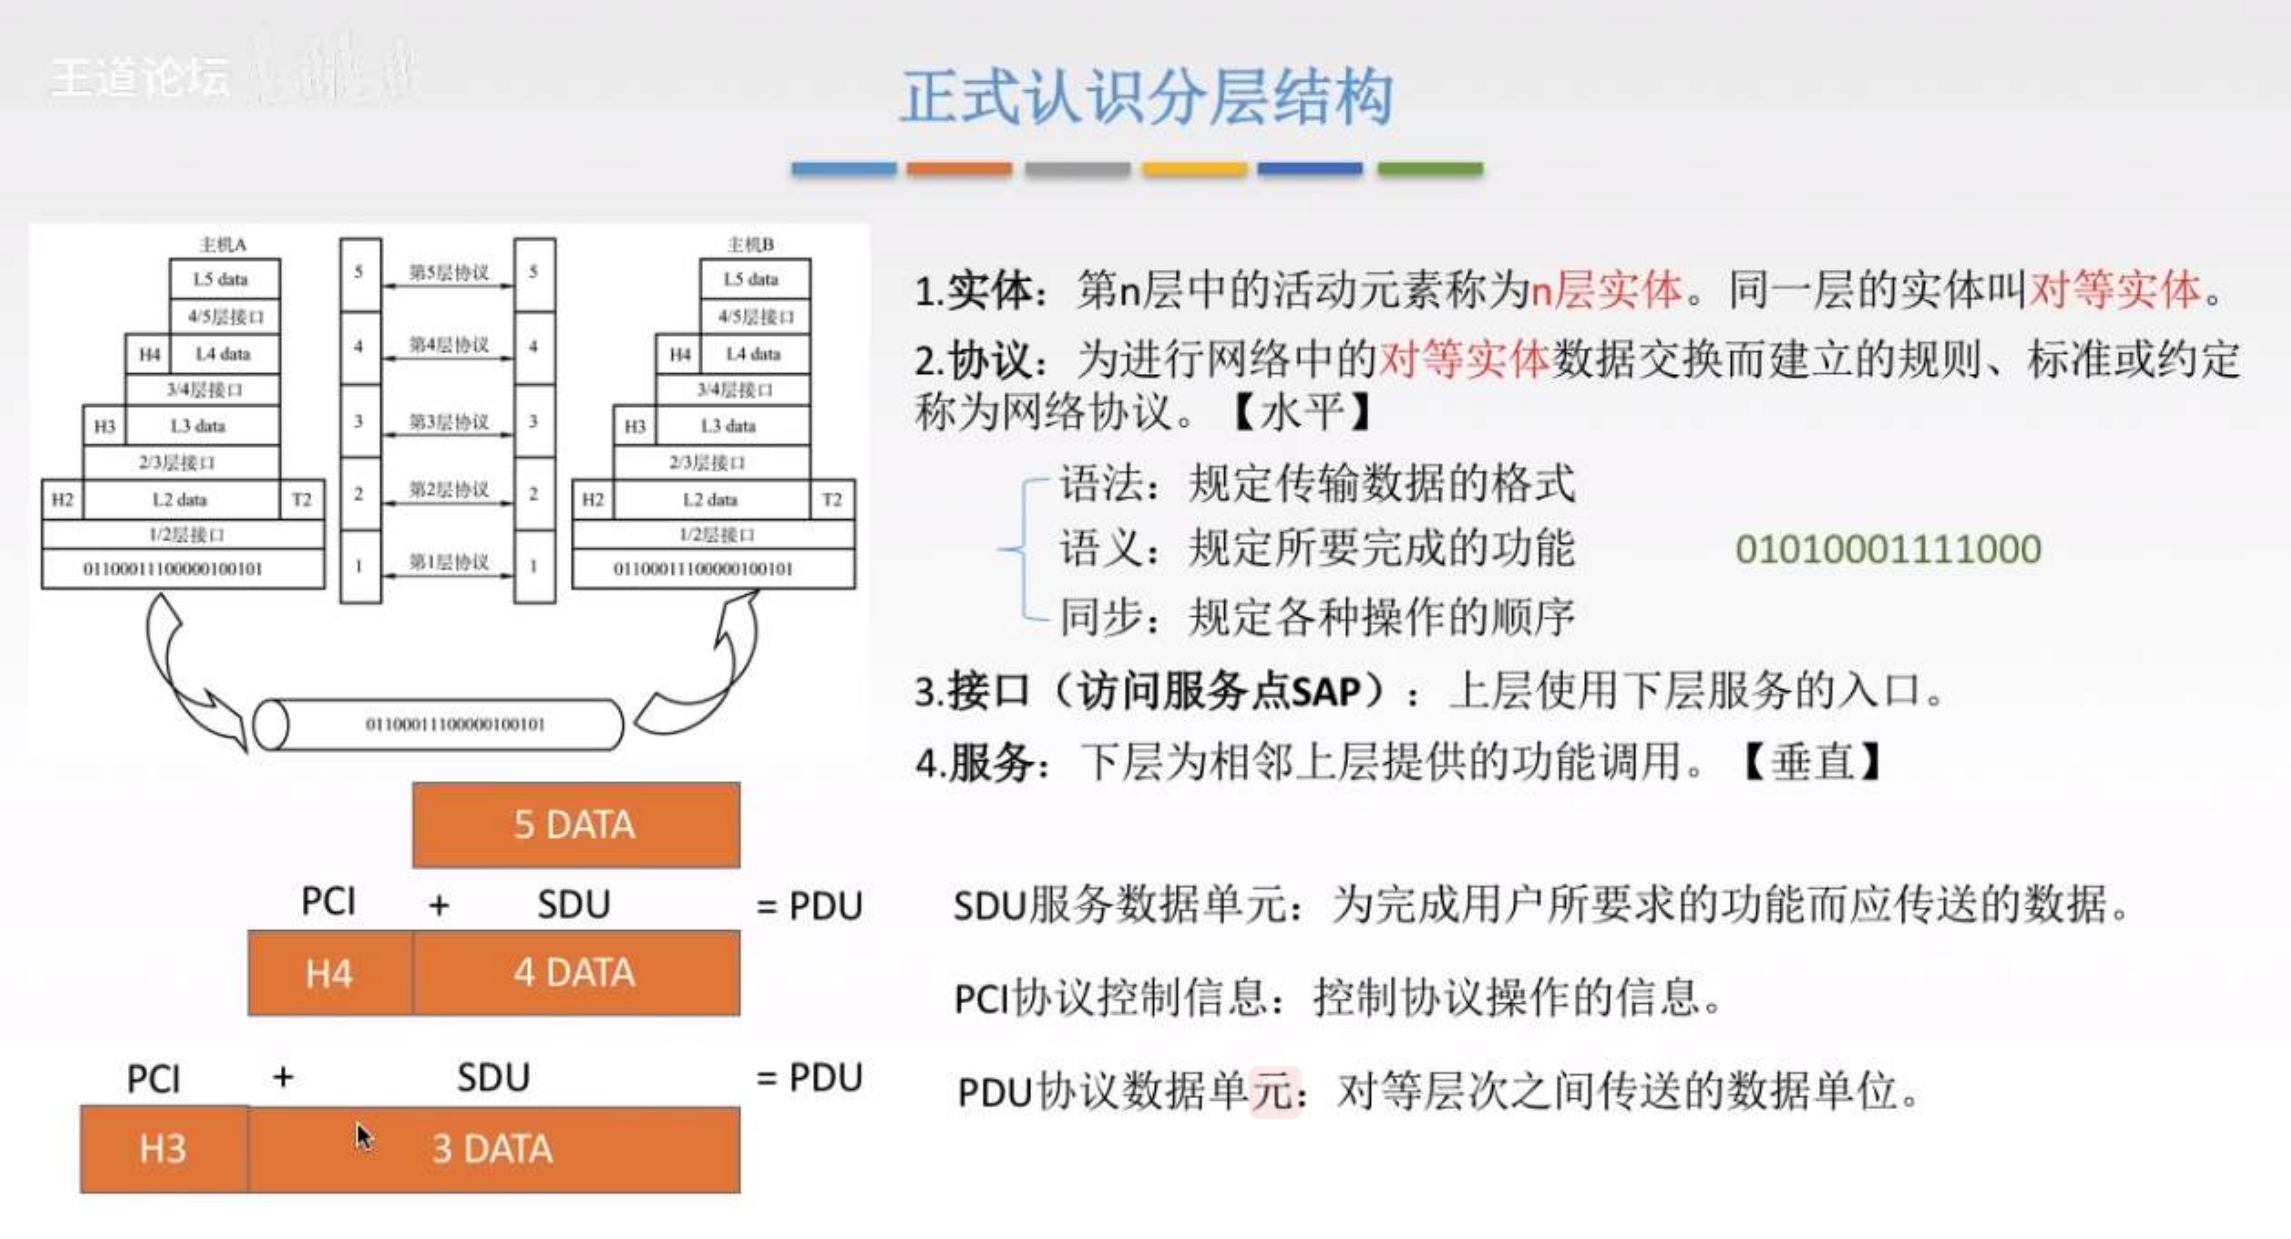 王道论坛
正式认识分层结构
主机A
L5 data
4/5层接口
H4 L4 data
3/4层接口
H3 L3 data
2/3层接口
H2 L2 data T2
1/2层接口
01100011100000100101
5 第5层协议 5
4 第4层协议 4
3 第3层协议 3
2 第2层协议 2
1 第1层协议 1
主机B
L5 data
4/5层接口
H4 L4 data
3/4层接口
H3 L3 data
2/3层接口
H2 L2 data T2
1/2层接口
01100011100000100101
01100011100000100101
1.实体：第n层中的活动元素称为n层实体。同一层的实体叫对等实体。
2.协议：为进行网络中的对等实体数据交换而建立的规则、标准或约定
称为网络协议。【水平】
语法：规定传输数据的格式
语义：规定所要完成的功能
01010001111000
同步：规定各种操作的顺序
3.接口（访问服务点SAP）：上层使用下层服务的入口。
4.服务：下层为相邻上层提供的功能调用。【垂直】
5 DATA
PCI + SDU = PDU
H4 4 DATA
PCI + SDU = PDU
H3 3 DATA
SDU服务数据单元：为完成用户所要求的功能而应传送的数据。
PCI协议控制信息：控制协议操作的信息。
PDU协议数据单元：对等层次之间传送的数据单位。